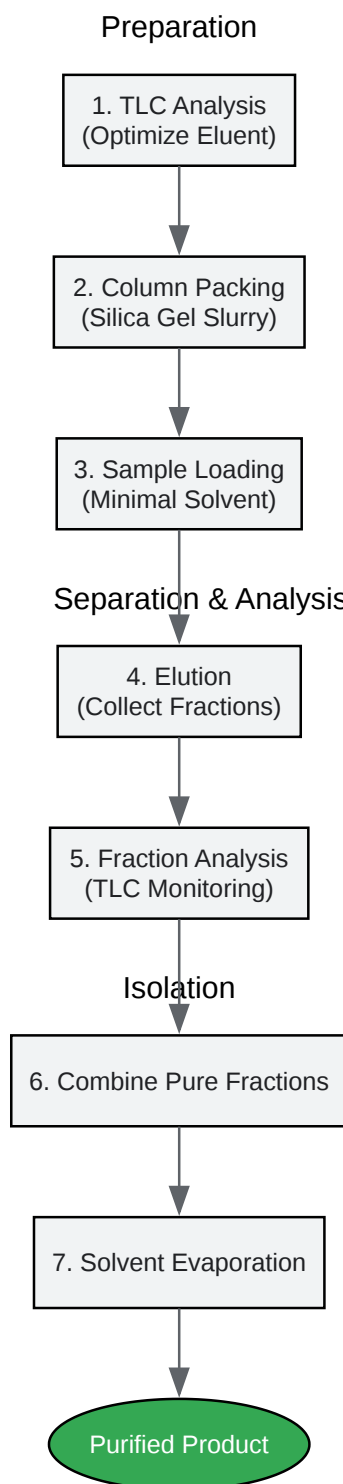 Preparation
1. TLC Analysis
(Optimize Eluent)
2. Column Packing
(Silica Gel Slurry)
3. Sample Loading
(Minimal Solvent)
Separation & Analysis
4. Elution
(Collect Fractions)
5. Fraction Analysis
(TLC Monitoring)
Isolation
6. Combine Pure Fractions
7. Solvent Evaporation
Purified Product